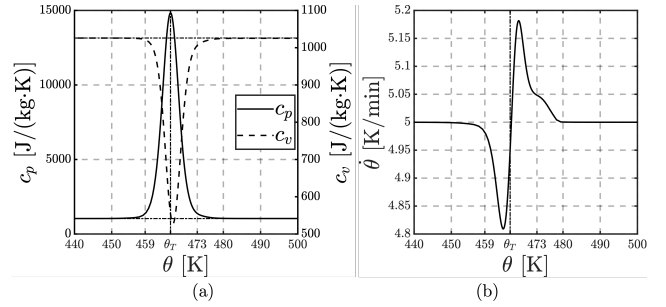 15000
10000
5000
0
c_p [J/(kg·K)]
1100
1000
900
800
700
600
500
c_v [J/(kg·K)]
c_p
c_v
440 450 459 θ_T 473 480 490 500
θ [K]
(a)
5.2
5.15
5.1
5.05
5
4.95
4.9
4.85
4.8
θ̇ [K/min]
440 450 459 θ_T 473 480 490 500
θ [K]
(b)